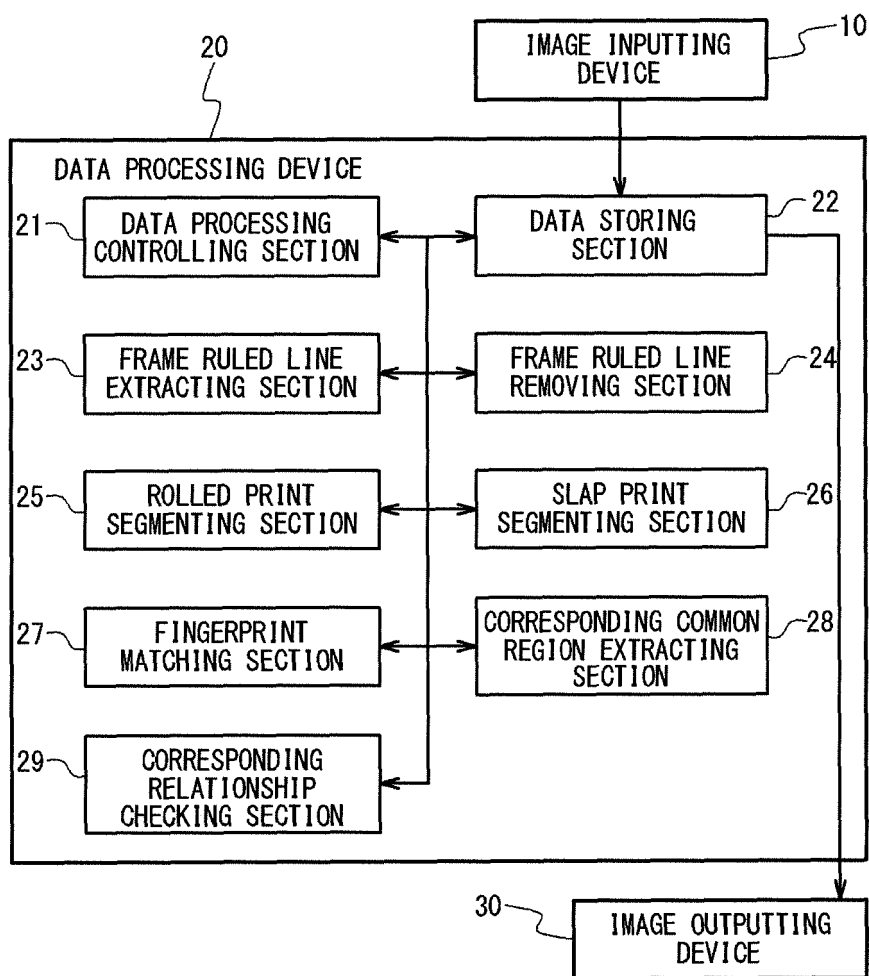 10
IMAGE INPUTTING
DEVICE
20
DATA PROCESSING DEVICE
21
DATA PROCESSING
CONTROLLING SECTION
22
DATA STORING
SECTION
23
FRAME RULED LINE
EXTRACTING SECTION
24
FRAME RULED LINE
REMOVING SECTION
25
ROLLED PRINT
SEGMENTING SECTION
26
SLAP PRINT
SEGMENTING SECTION
27
FINGERPRINT
MATCHING SECTION
28
CORRESPONDING COMMON
REGION EXTRACTING
SECTION
29
CORRESPONDING
RELATIONSHIP
CHECKING SECTION
30
IMAGE OUTPUTTING
DEVICE